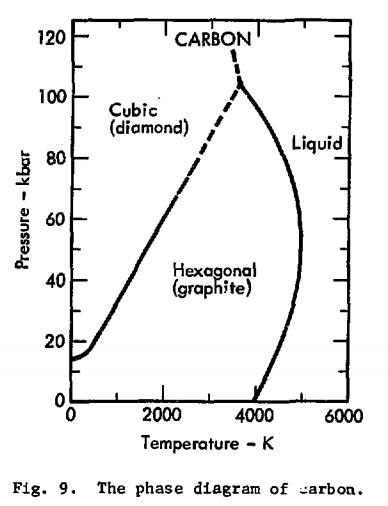 120
CARBON
100
Cubic
(diamond)
Liquid
80
Pressure – kbar
60
Hexagonal
(graphite)
40
20
0
0 2000 4000 6000
Temperature – K
Fig. 9. The phase diagram of carbon.